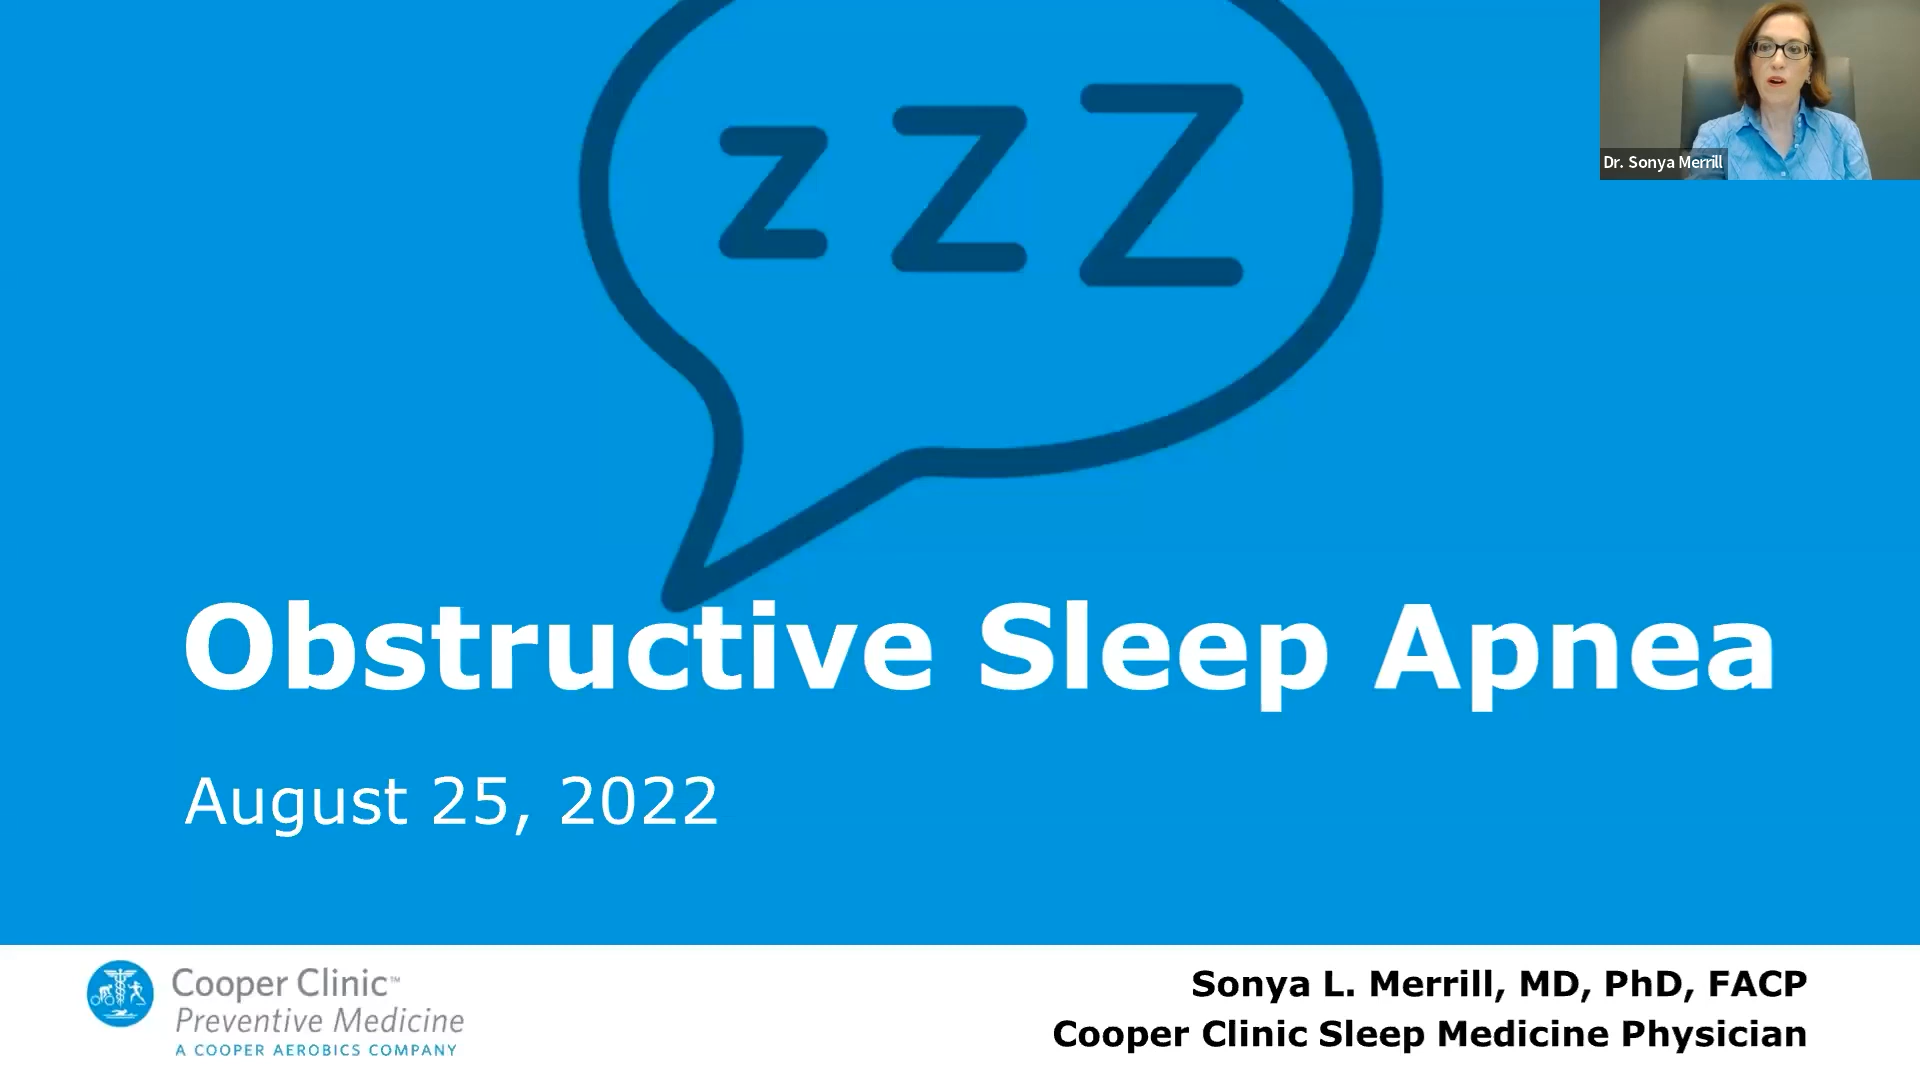 z z Z
Dr. Sonya Merrill
Obstructive Sleep Apnea
August 25, 2022
Cooper Clinic™
Preventive Medicine
A COOPER AEROBICS COMPANY
Sonya L. Merrill, MD, PhD, FACP
Cooper Clinic Sleep Medicine Physician